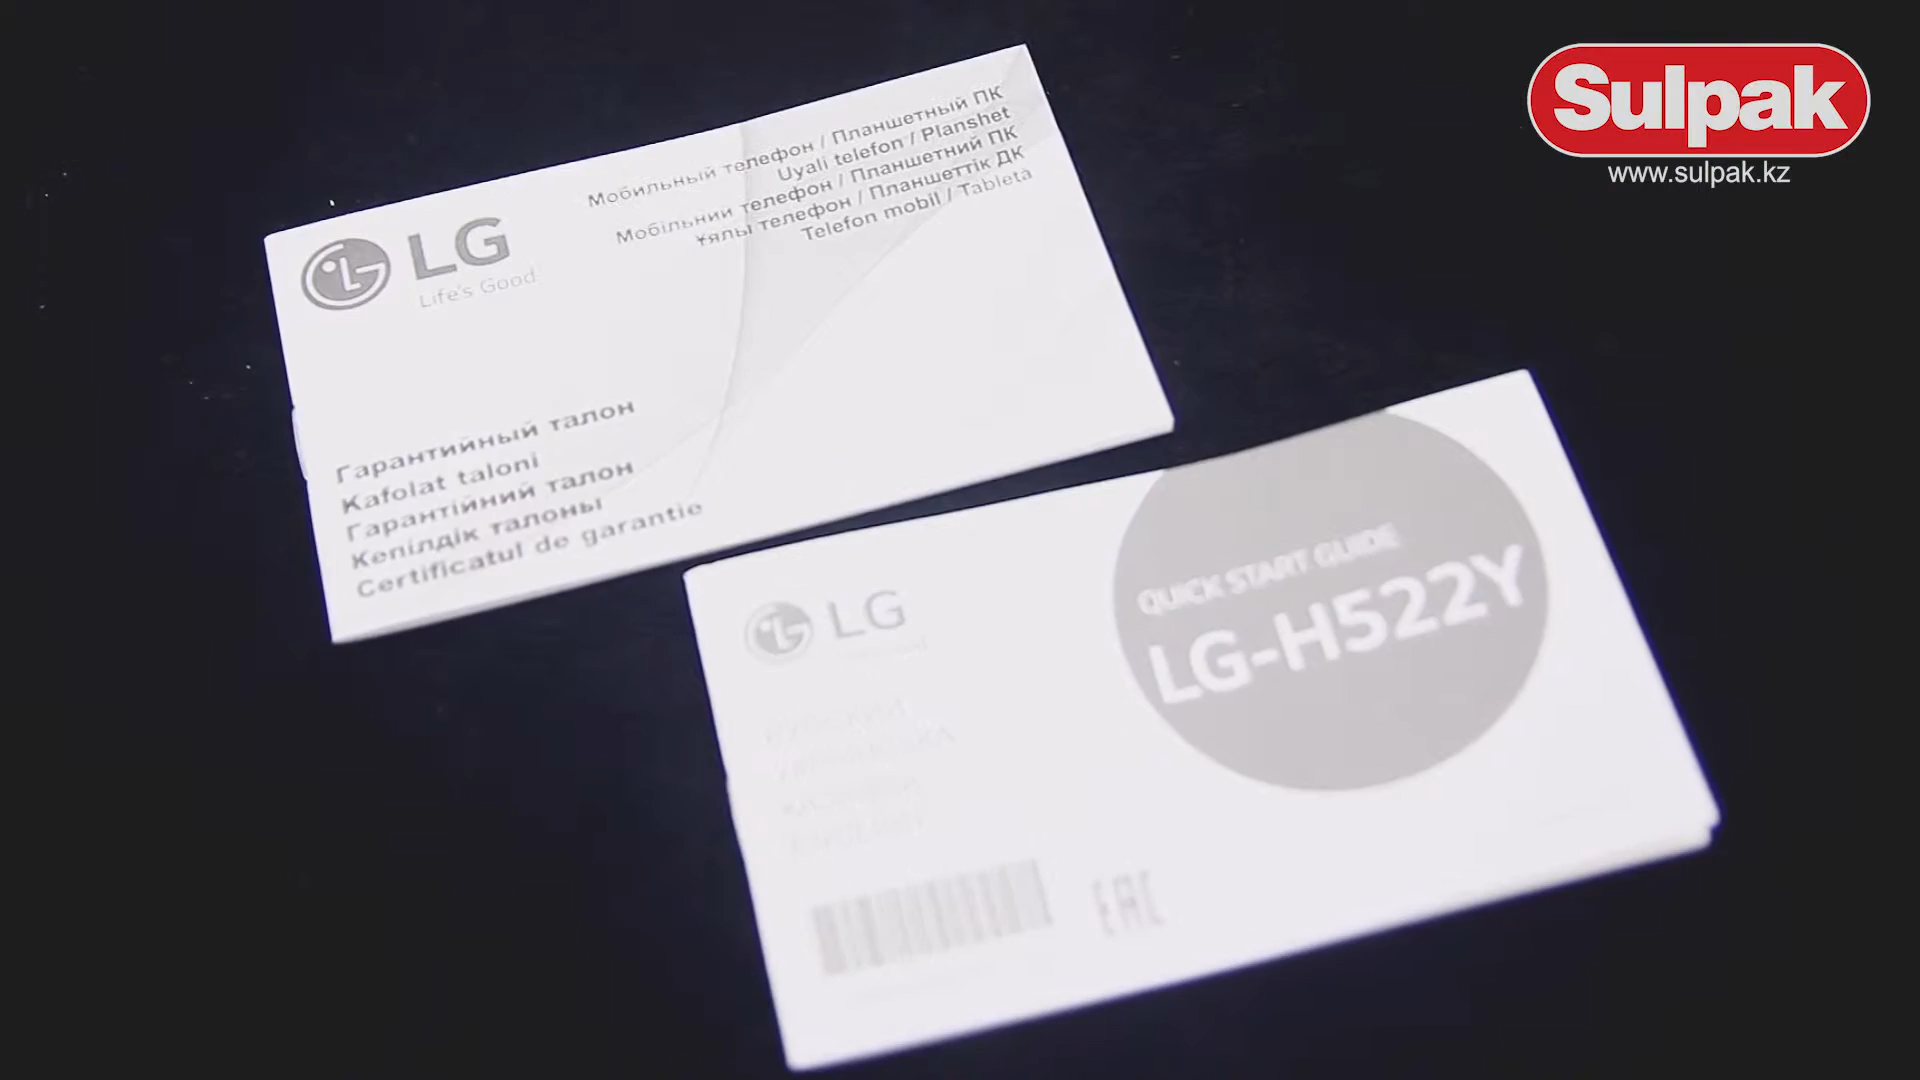 Sulpak
www.sulpak.kz
Мобильный телефон / Планшетный ПК
Uyali telefon / Planshet
Мобільний телефон / Планшетний ПК
Ұялы телефон / Планшеттік ДК
Telefon mobil / Tableta
LG
Life's Good
Гарантийный талон
Kafolat taloni
Гарантійний талон
Кепілдік талоны
Certificatul de garantie
LG
QUICK START GUIDE
LG-H522Y
EAC